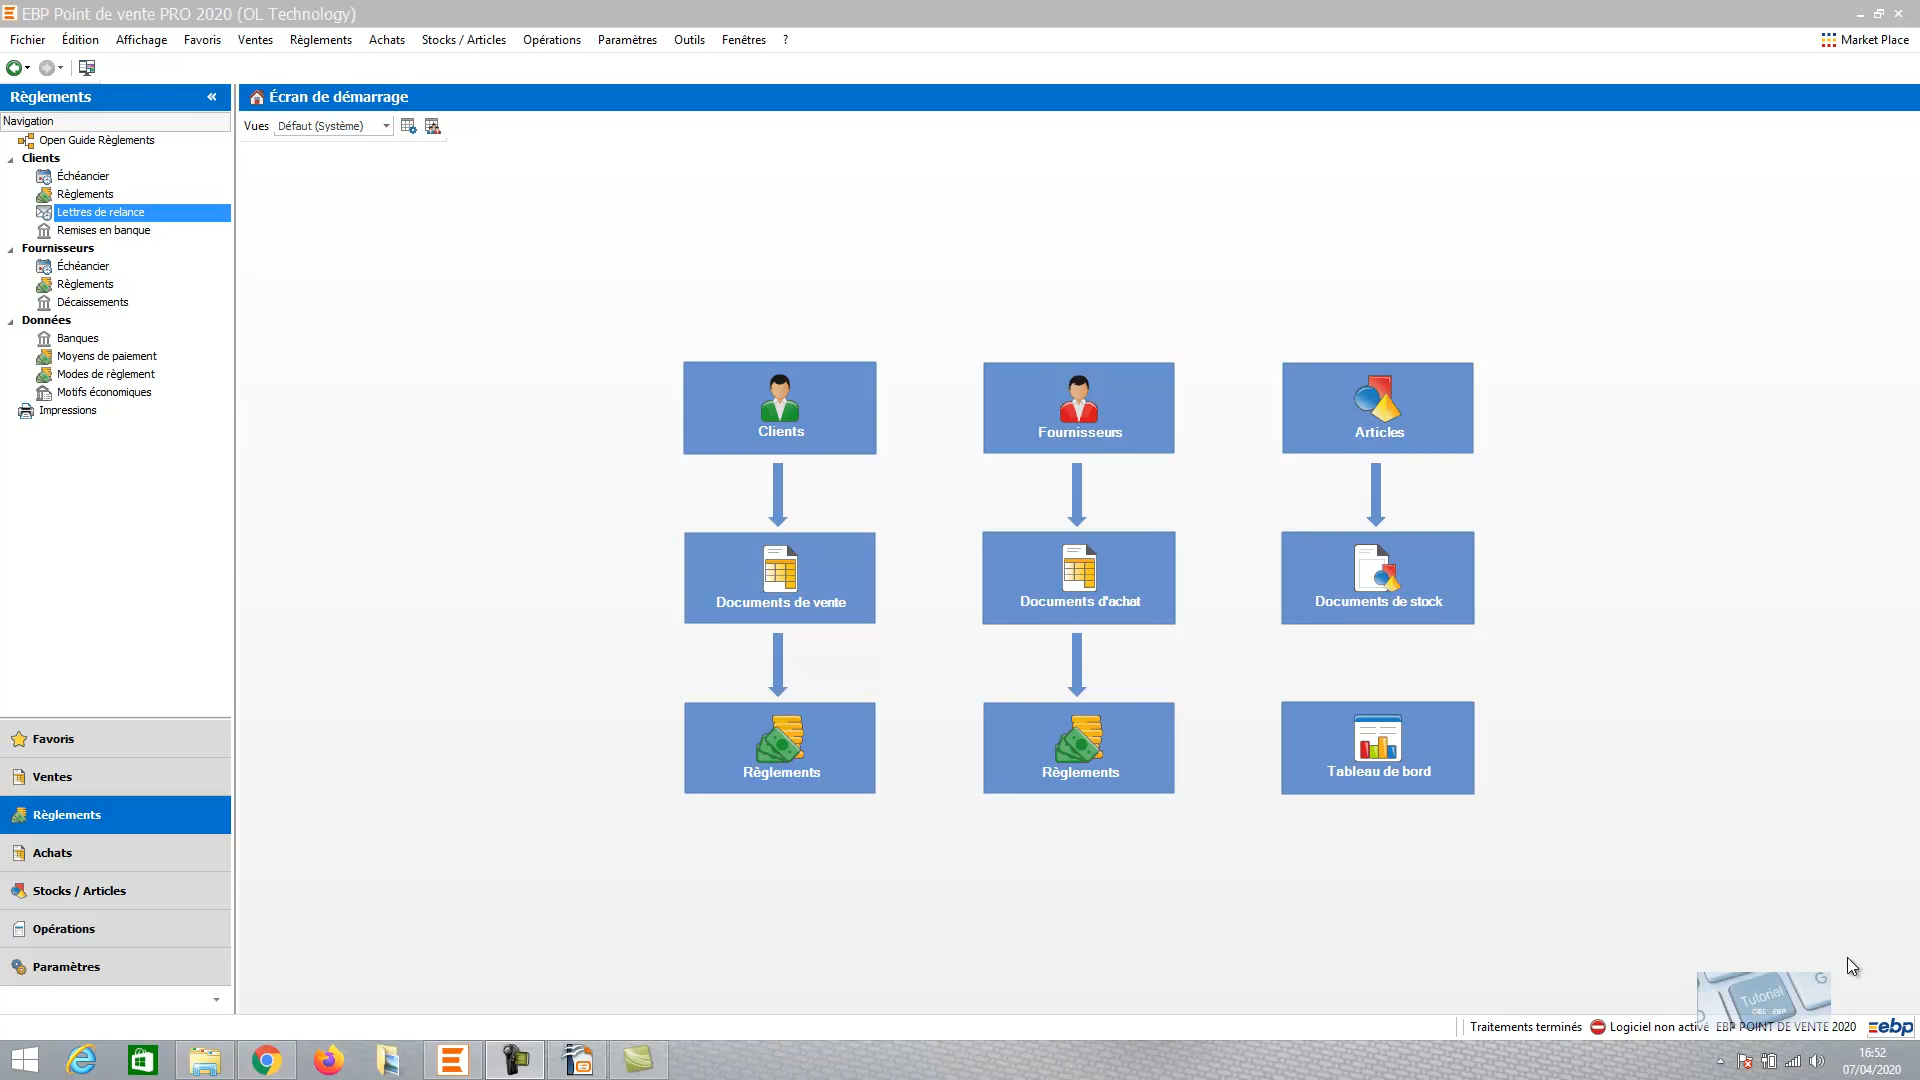 EBP Point de vente PRO 2020 (OL Technology)
Fichier Édition Affichage Favoris Ventes Règlements Achats Stocks / Articles Opérations Paramètres Outils Fenêtres ? Market Place
Règlements «
Écran de démarrage
Navigation
Vues Défaut (Système)
Open Guide Règlements
Clients
Échéancier
Règlements
Lettres de relance
Remises en banque
Fournisseurs
Échéancier
Règlements
Décaissements
Données
Banques
Moyens de paiement
Modes de règlement
Motifs économiques
Impressions
Clients Fournisseurs Articles
Documents de vente Documents d'achat Documents de stock
Règlements Règlements Tableau de bord
Favoris
Ventes
Règlements
Achats
Stocks / Articles
Opérations
Paramètres
G
Tutoriel
CIEL - EBP
Traitements terminés Logiciel non activé EBP POINT DE VENTE 2020 ebp
16:52
07/04/2020